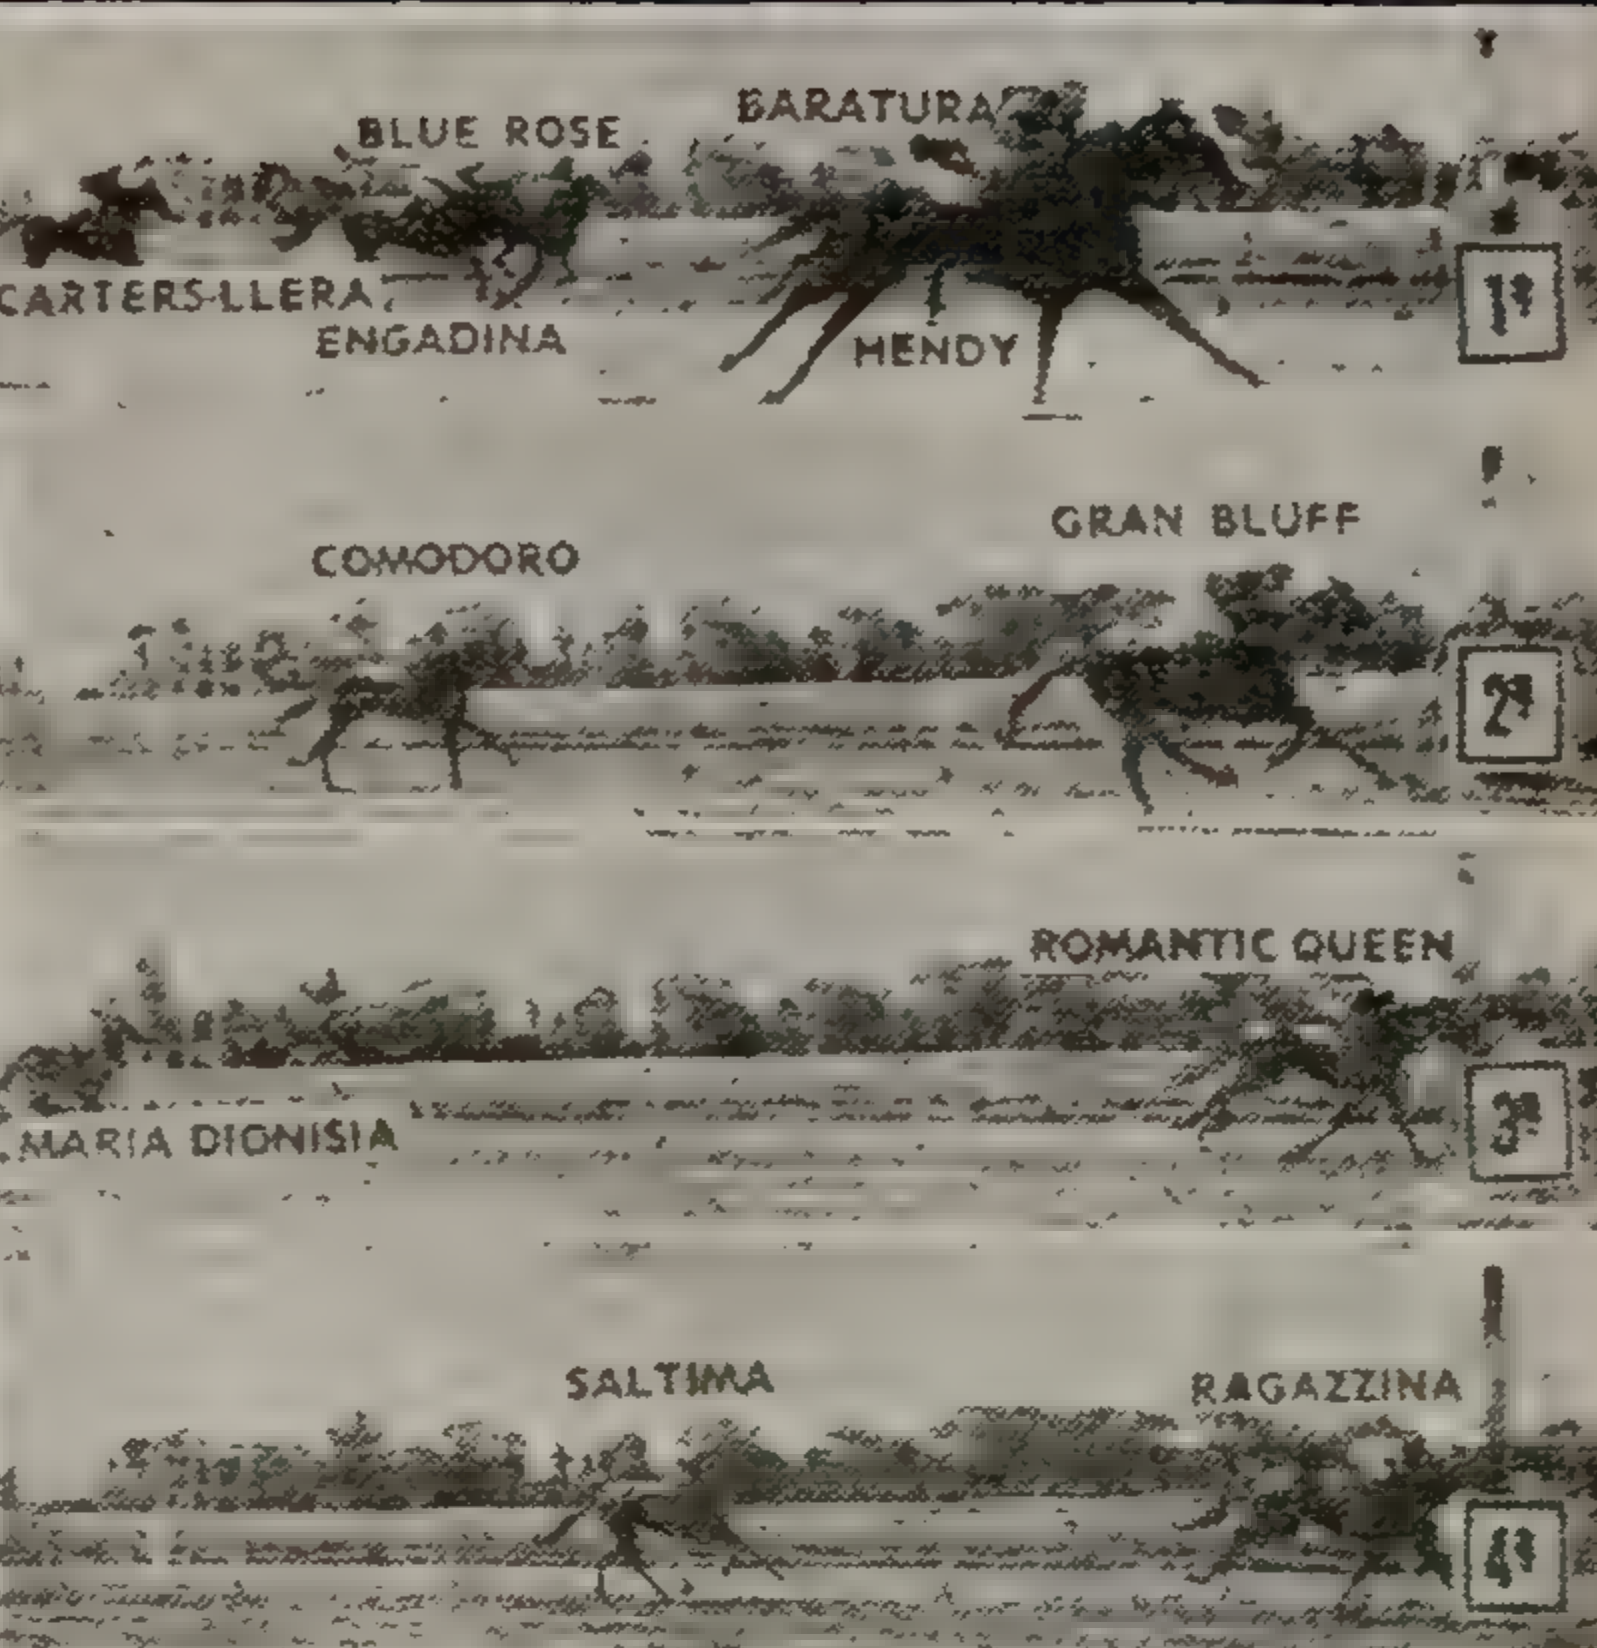 BARATURA
BLUE ROSE
CARTERS-LLERA
ENGADINA
HENDY
1ª
GRAN BLUFF
COMODORO
2ª
ROMANTIC QUEEN
MARIA DIONISIA
3ª
SALTIMA
RAGAZZINA
4ª